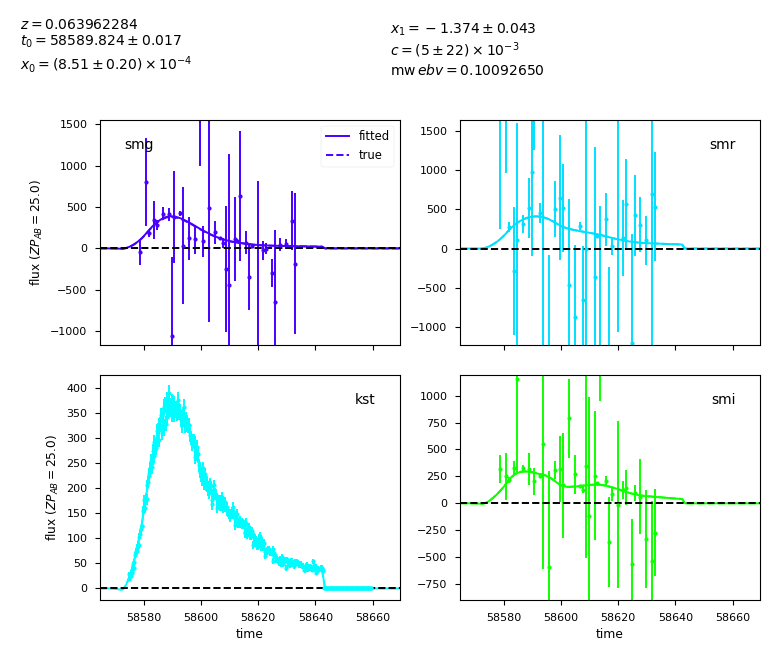 z = 0.063962284
t₀ = 58589.824 ± 0.017
x₀ = (8.51 ± 0.20) × 10⁻⁴
x₁ = −1.374 ± 0.043
c = (5 ± 22) × 10⁻³
mw ebv = 0.10092650
1500
1000
500
0
−500
−1000
flux (ZP_AB = 25.0)
smg
fitted
true
1500
1000
500
0
−500
−1000
smr
400
350
300
250
200
150
100
50
0
flux (ZP_AB = 25.0)
kst
58580 58600 58620 58640 58660
time
1000
750
500
250
0
−250
−500
−750
smi
58580 58600 58620 58640 58660
time